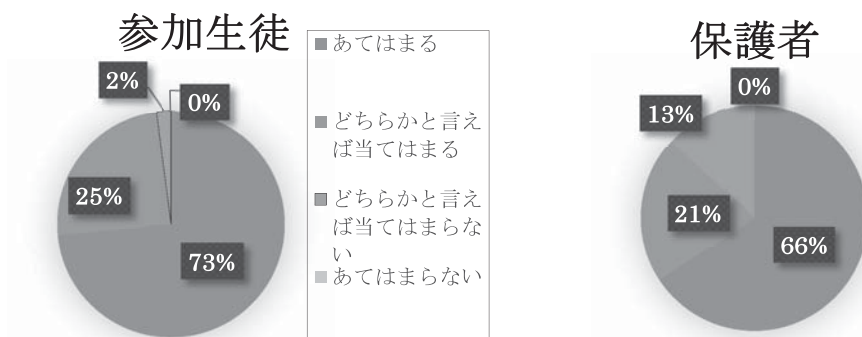 参加生徒
2%
0%
25%
73%
あてはまる
どちらかと言え
ば当てはまる
どちらかと言え
ば当てはまらな
い
あてはまらない
保護者
0%
13%
21%
66%